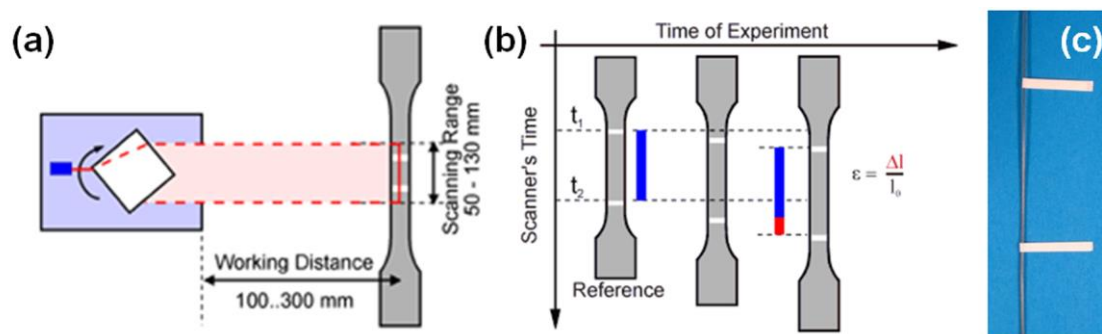 (a)
Scanning Range
50 - 130 mm
Working Distance
100..300 mm
(b)
Time of Experiment
Scanner's Time
t₁
t₂
Reference
ε = Δl / l₀
(c)